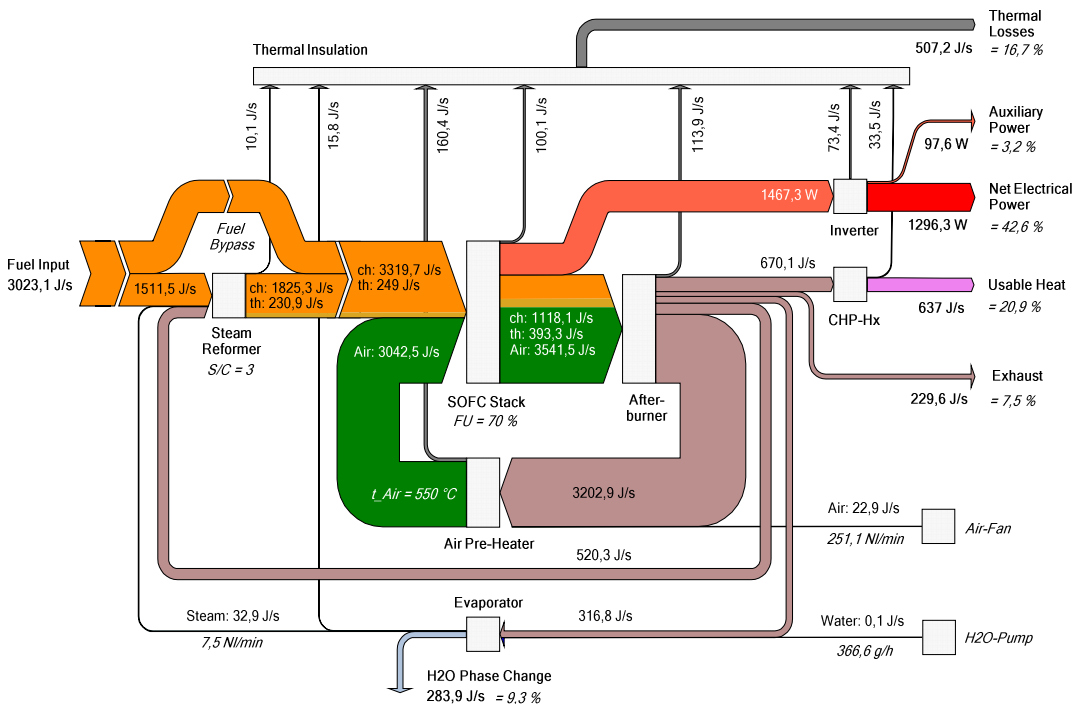 Thermal
Losses
507,2 J/s
= 16,7 %
Thermal Insulation
10,1 J/s
15,8 J/s
160,4 J/s
100,1 J/s
113,9 J/s
73,4 J/s
33,5 J/s
Auxiliary
Power
97,6 W
= 3,2 %
Fuel
Bypass
1467,3 W
Inverter
Net Electrical
Power
1296,3 W
= 42,6 %
Fuel Input
3023,1 J/s
1511,5 J/s
ch: 1825,3 J/s
th: 230,9 J/s
ch: 3319,7 J/s
th: 249 J/s
Steam
Reformer
S/C = 3
Air: 3042,5 J/s
ch: 1118,1 J/s
th: 393,3 J/s
Air: 3541,5 J/s
SOFC Stack
FU = 70 %
After-
burner
670,1 J/s
CHP-Hx
Usable Heat
637 J/s
= 20,9 %
Exhaust
229,6 J/s
= 7,5 %
t_Air = 550 °C
Air Pre-Heater
3202,9 J/s
Air: 22,9 J/s
251,1 Nl/min
Air-Fan
520,3 J/s
Steam: 32,9 J/s
7,5 Nl/min
Evaporator
316,8 J/s
Water: 0,1 J/s
366,6 g/h
H2O-Pump
H2O Phase Change
283,9 J/s
= 9,3 %